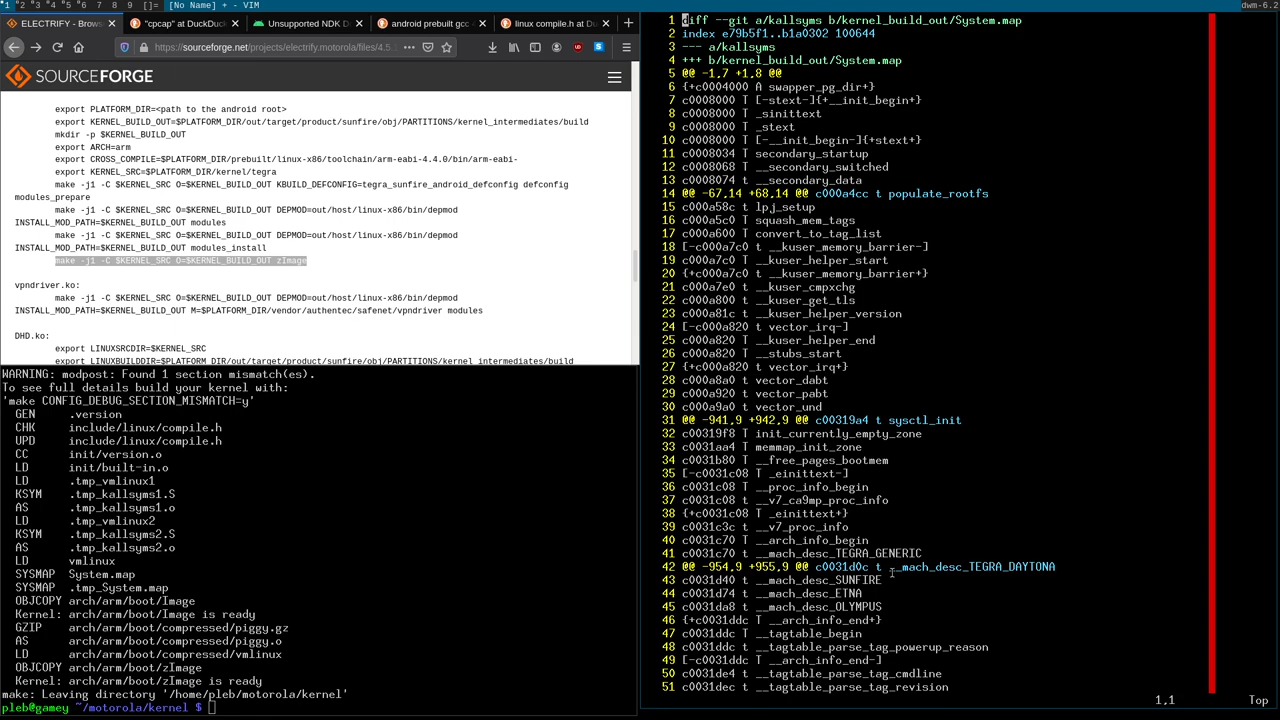 1 2 3 4 5 6 7 8 9 []= [No Name] + - VIM
dwm-6.2
ELECTRIFY - Brows
"cpcap" at DuckDuc
Unsupported NDK D
android prebuilt gcc 4
linux compile.h at Du
https://sourceforge.net/projects/electrify.motorola/files/4.5.
SOURCEFORGE
export PLATFORM_DIR=<path to the android root>
export KERNEL_BUILD_OUT=$PLATFORM_DIR/out/target/product/sunfire/obj/PARTITIONS/kernel_intermediates/build
mkdir -p $KERNEL_BUILD_OUT
export ARCH=arm
export CROSS_COMPILE=$PLATFORM_DIR/prebuilt/linux-x86/toolchain/arm-eabi-4.4.0/bin/arm-eabi-
export KERNEL_SRC=$PLATFORM_DIR/kernel/tegra
make -j1 -C $KERNEL_SRC O=$KERNEL_BUILD_OUT KBUILD_DEFCONFIG=tegra_sunfire_android_defconfig defconfig
modules_prepare
make -j1 -C $KERNEL_SRC O=$KERNEL_BUILD_OUT DEPMOD=out/host/linux-x86/bin/depmod
INSTALL_MOD_PATH=$KERNEL_BUILD_OUT modules
make -j1 -C $KERNEL_SRC O=$KERNEL_BUILD_OUT DEPMOD=out/host/linux-x86/bin/depmod
INSTALL_MOD_PATH=$KERNEL_BUILD_OUT modules_install
make -j1 -C $KERNEL_SRC O=$KERNEL_BUILD_OUT zImage
vpndriver.ko:
make -j1 -C $KERNEL_SRC O=$KERNEL_BUILD_OUT DEPMOD=out/host/linux-x86/bin/depmod
INSTALL_MOD_PATH=$KERNEL_BUILD_OUT M=$PLATFORM_DIR/vendor/authentec/safenet/vpndriver modules
DHD.ko:
export LINUXSRCDIR=$KERNEL_SRC
export LINUXBUILDDIR=$PLATFORM_DIR/out/target/product/sunfire/obj/PARTITIONS/kernel_intermediates/build
WARNING: modpost: Found 1 section mismatch(es).
To see full details build your kernel with:
'make CONFIG_DEBUG_SECTION_MISMATCH=y'
GEN .version
CHK include/linux/compile.h
UPD include/linux/compile.h
CC init/version.o
LD init/built-in.o
LD .tmp_vmlinux1
KSYM .tmp_kallsyms1.S
AS .tmp_kallsyms1.o
LD .tmp_vmlinux2
KSYM .tmp_kallsyms2.S
AS .tmp_kallsyms2.o
LD vmlinux
SYSMAP System.map
SYSMAP .tmp_System.map
OBJCOPY arch/arm/boot/Image
Kernel: arch/arm/boot/Image is ready
GZIP arch/arm/boot/compressed/piggy.gz
AS arch/arm/boot/compressed/piggy.o
LD arch/arm/boot/compressed/vmlinux
OBJCOPY arch/arm/boot/zImage
Kernel: arch/arm/boot/zImage is ready
make: Leaving directory '/home/pleb/motorola/kernel'
pleb@gamey ~/motorola/kernel $
1 diff --git a/kallsyms b/kernel_build_out/System.map
2 index e79b5f1..b1a0302 100644
3 --- a/kallsyms
4 +++ b/kernel_build_out/System.map
5 @@ -1,7 +1,8 @@
6 {+c0004000 A swapper_pg_dir+}
7 c0008000 T [-stext-]{+__init_begin+}
8 c0008000 T _sinittext
9 c0008000 T _stext
10 c0008000 T [-__init_begin-]{+stext+}
11 c0008034 T secondary_startup
12 c0008068 T __secondary_switched
13 c0008074 t __secondary_data
14 @@ -67,14 +68,14 @@ c000a4cc t populate_rootfs
15 c000a58c t lpj_setup
16 c000a5c0 T squash_mem_tags
17 c000a600 T convert_to_tag_list
18 [-c000a7c0 t __kuser_memory_barrier-]
19 c000a7c0 T __kuser_helper_start
20 {+c000a7c0 t __kuser_memory_barrier+}
21 c000a7e0 t __kuser_cmpxchg
22 c000a800 t __kuser_get_tls
23 c000a81c t __kuser_helper_version
24 [-c000a820 t vector_irq-]
25 c000a820 T __kuser_helper_end
26 c000a820 T __stubs_start
27 {+c000a820 t vector_irq+}
28 c000a8a0 t vector_dabt
29 c000a920 t vector_pabt
30 c000a9a0 t vector_und
31 @@ -941,9 +942,9 @@ c00319a4 t sysctl_init
32 c00319f8 T init_currently_empty_zone
33 c0031aa4 T memmap_init_zone
34 c0031b80 T __free_pages_bootmem
35 [-c0031c08 T _einittext-]
36 c0031c08 T __proc_info_begin
37 c0031c08 t __v7_ca9mp_proc_info
38 {+c0031c08 T _einittext+}
39 c0031c3c t __v7_proc_info
40 c0031c70 T __arch_info_begin
41 c0031c70 t __mach_desc_TEGRA_GENERIC
42 @@ -954,9 +955,9 @@ c0031d0c t __mach_desc_TEGRA_DAYTONA
43 c0031d40 t __mach_desc_SUNFIRE
44 c0031d74 t __mach_desc_ETNA
45 c0031da8 t __mach_desc_OLYMPUS
46 {+c0031ddc T __arch_info_end+}
47 c0031ddc T __tagtable_begin
48 c0031ddc t __tagtable_parse_tag_powerup_reason
49 [-c0031ddc T __arch_info_end-]
50 c0031de4 t __tagtable_parse_tag_cmdline
51 c0031dec t __tagtable_parse_tag_revision
1,1 Top